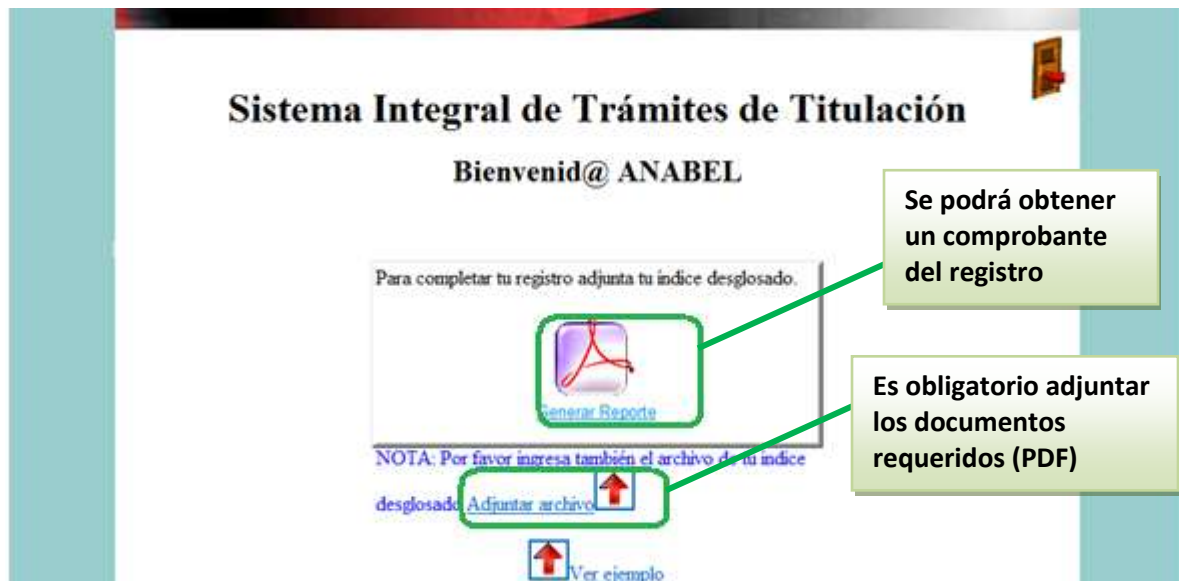 Sistema Integral de Trámites de Titulación
Bienvenid@ ANABEL
Se podrá obtener
un comprobante
del registro
Para completar tu registro adjunta tu índice desglosado.
Generar Reporte
Es obligatorio adjuntar
los documentos
requeridos (PDF)
NOTA: Por favor ingresa también el archivo de tu índice
desglosado Adjuntar archivo
Ver ejemplo